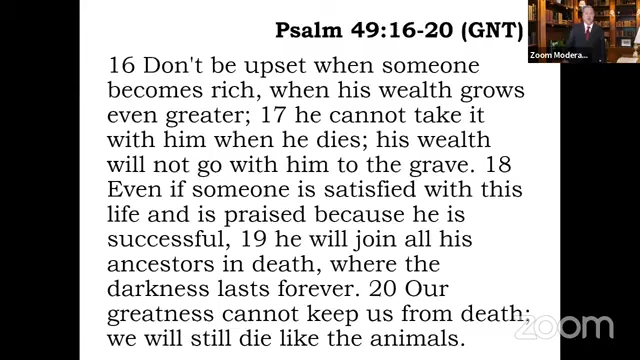 Psalm 49:16-20 (GNT)
Zoom Modera...
16 Don't be upset when someone
becomes rich, when his wealth grows
even greater; 17 he cannot take it
with him when he dies; his wealth
will not go with him to the grave. 18
Even if someone is satisfied with this
life and is praised because he is
successful, 19 he will join all his
ancestors in death, where the
darkness lasts forever. 20 Our
greatness cannot keep us from death;
we will still die like the animals.
zoom